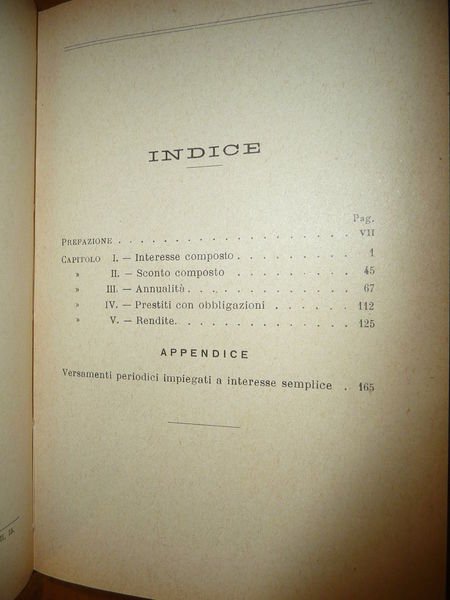 INDICE
Pag.
PREFAZIONE . . . . . . . . . . . . . . . . . . VII
CAPITOLO I. — Interesse composto . . . . . . . . . 1
» II. — Sconto composto . . . . . . . . . . 45
» III. — Annualità . . . . . . . . . . . . . 67
» IV. — Prestiti con obbligazioni . . . . . . 112
» V. — Rendite. . . . . . . . . . . . . . 125
APPENDICE
Versamenti periodici impiegati a interesse semplice . 165